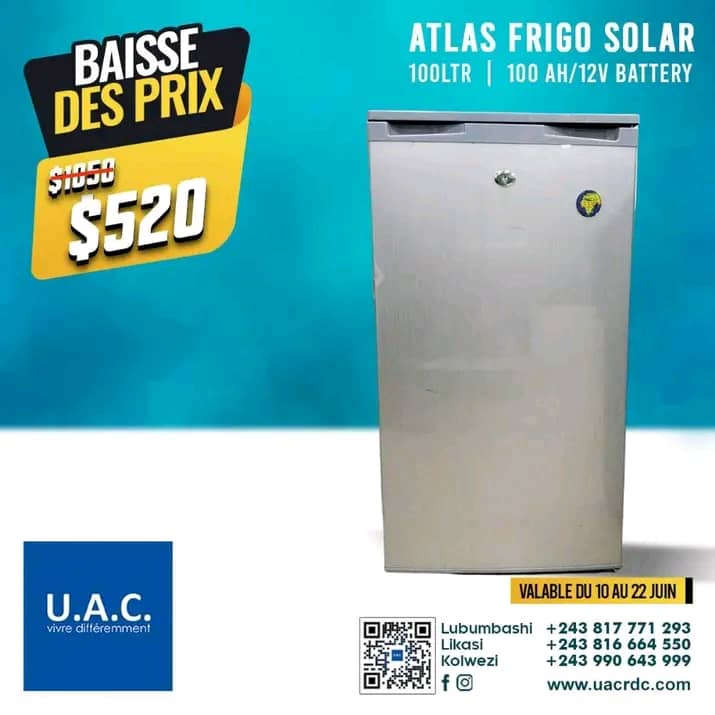 BAISSE
DES PRIX
$1050
$520
ATLAS FRIGO SOLAR
100LTR | 100 AH/12V BATTERY
U.A.C.
vivre différemment
VALABLE DU 10 AU 22 JUIN
Lubumbashi +243 817 771 293
Likasi +243 816 664 550
Kolwezi +243 990 643 999
www.uacrdc.com